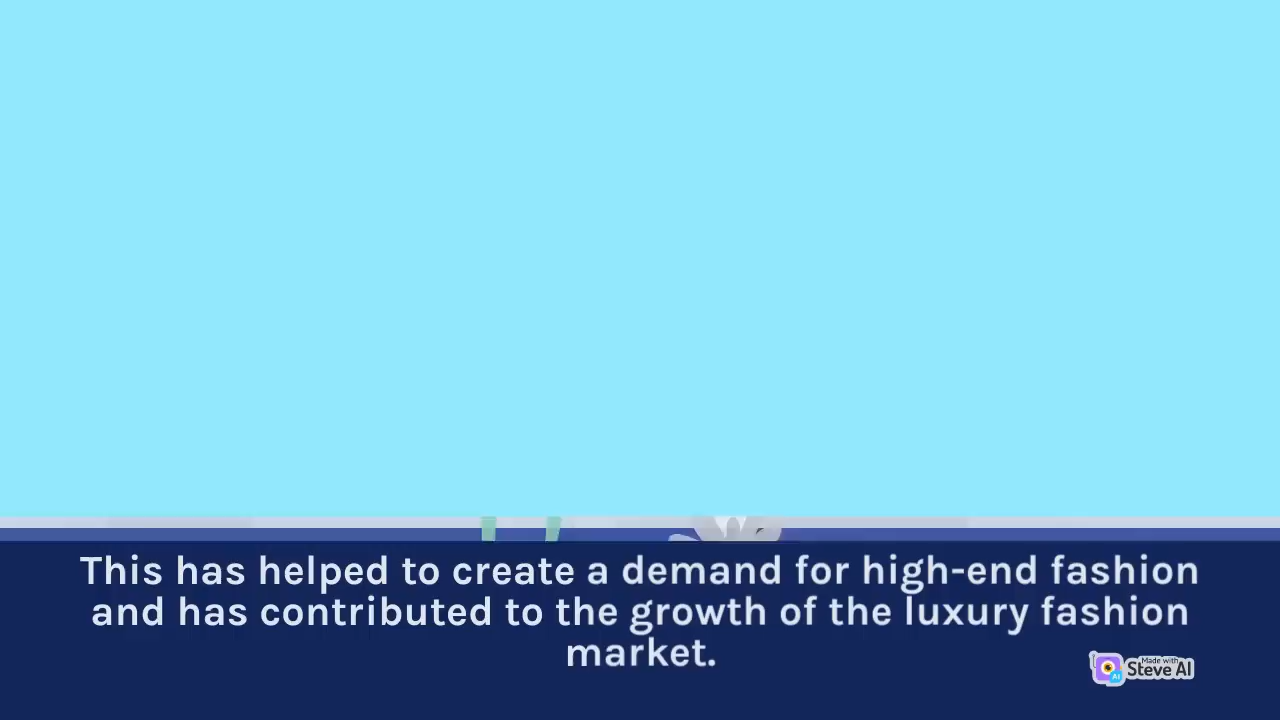 This has helped to create a demand for high-end fashion
and has contributed to the growth of the luxury fashion
market.
Made with
Steve AI
AI